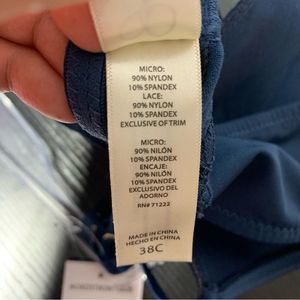 MICRO:
90% NYLON
10% SPANDEX
LACE:
90% NYLON
10% SPANDEX
EXCLUSIVE OF TRIM
MICRO:
90% NILÓN
10% SPANDEX
ENCAJE:
90% NILÓN
10% SPANDEX
EXCLUSIVO DEL
ADORNO
RN# 71222
MADE IN CHINA
HECHO EN CHINA
38C